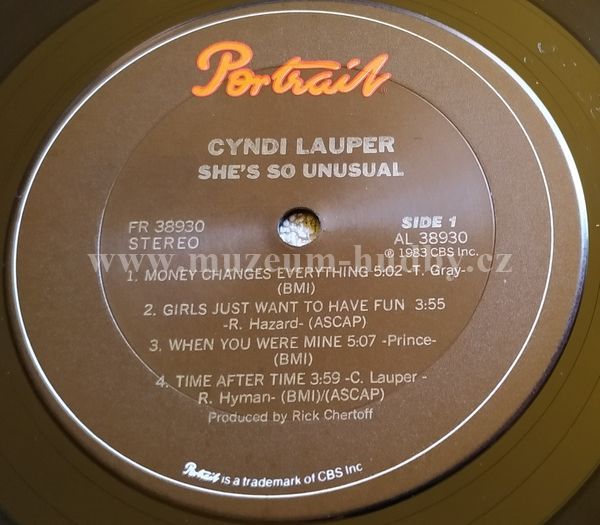 Portrait
CYNDI LAUPER
SHE'S SO UNUSUAL
FR 38930
STEREO
SIDE 1
AL 38930
℗ 1983 CBS Inc.
www.muzeum-hudby.cz
1. MONEY CHANGES EVERYTHING 5:02 -T. Gray-
(BMI)
2. GIRLS JUST WANT TO HAVE FUN 3:55
-R. Hazard- (ASCAP)
3. WHEN YOU WERE MINE 5:07 -Prince-
(BMI)
4. TIME AFTER TIME 3:59 -C. Lauper -
R. Hyman- (BMI)/(ASCAP)
Produced by Rick Chertoff
Portrait is a trademark of CBS Inc